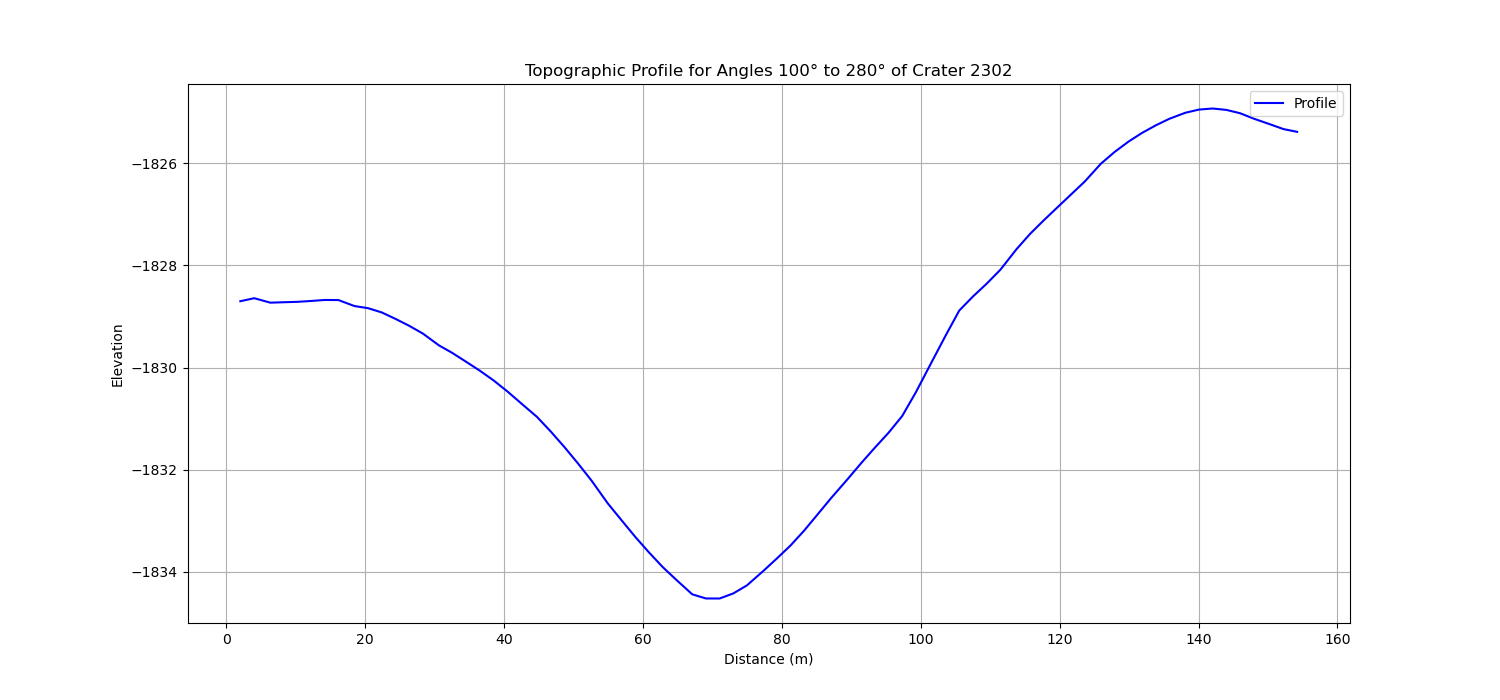 Topographic Profile for Angles 100° to 280° of Crater 2302
Profile
−1826
−1828
−1830
−1832
−1834
Elevation
0 20 40 60 80 100 120 140 160
Distance (m)